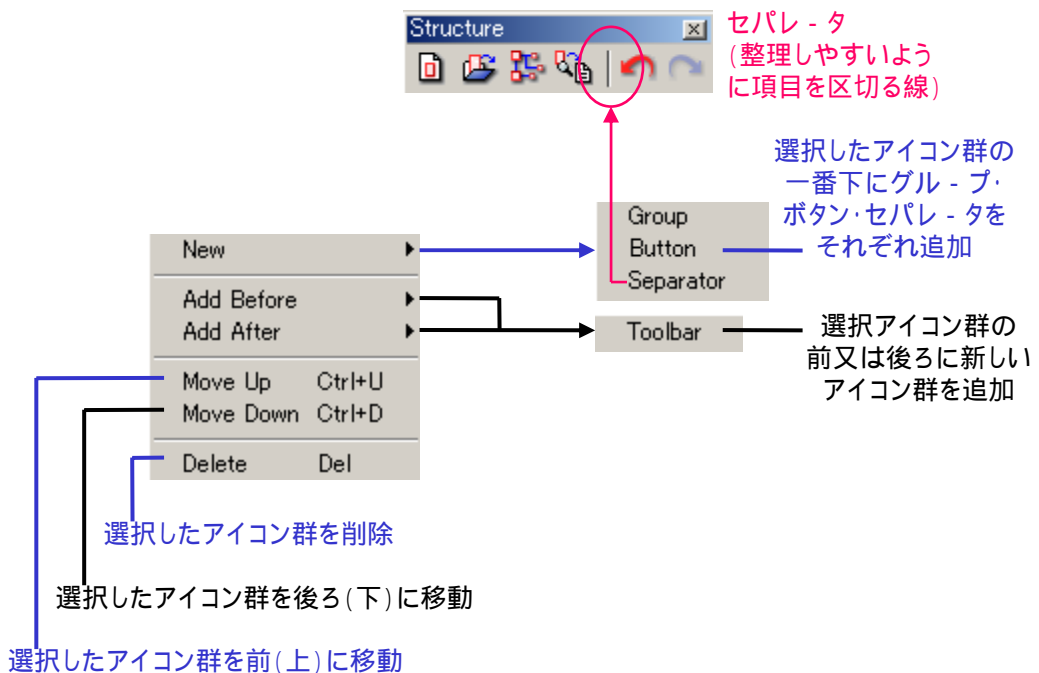 Structure
セパレ-タ
(整理しやすいよう
に項目を区切る線)
選択したアイコン群の
一番下にグル-プ・
ボタン・セパレ-タを
それぞれ追加
Group
Button
Separator
New
Add Before
Add After
Toolbar
選択アイコン群の
前又は後ろに新しい
アイコン群を追加
Move Up Ctrl+U
Move Down Ctrl+D
Delete Del
選択したアイコン群を削除
選択したアイコン群を後ろ(下)に移動
選択したアイコン群を前(上)に移動